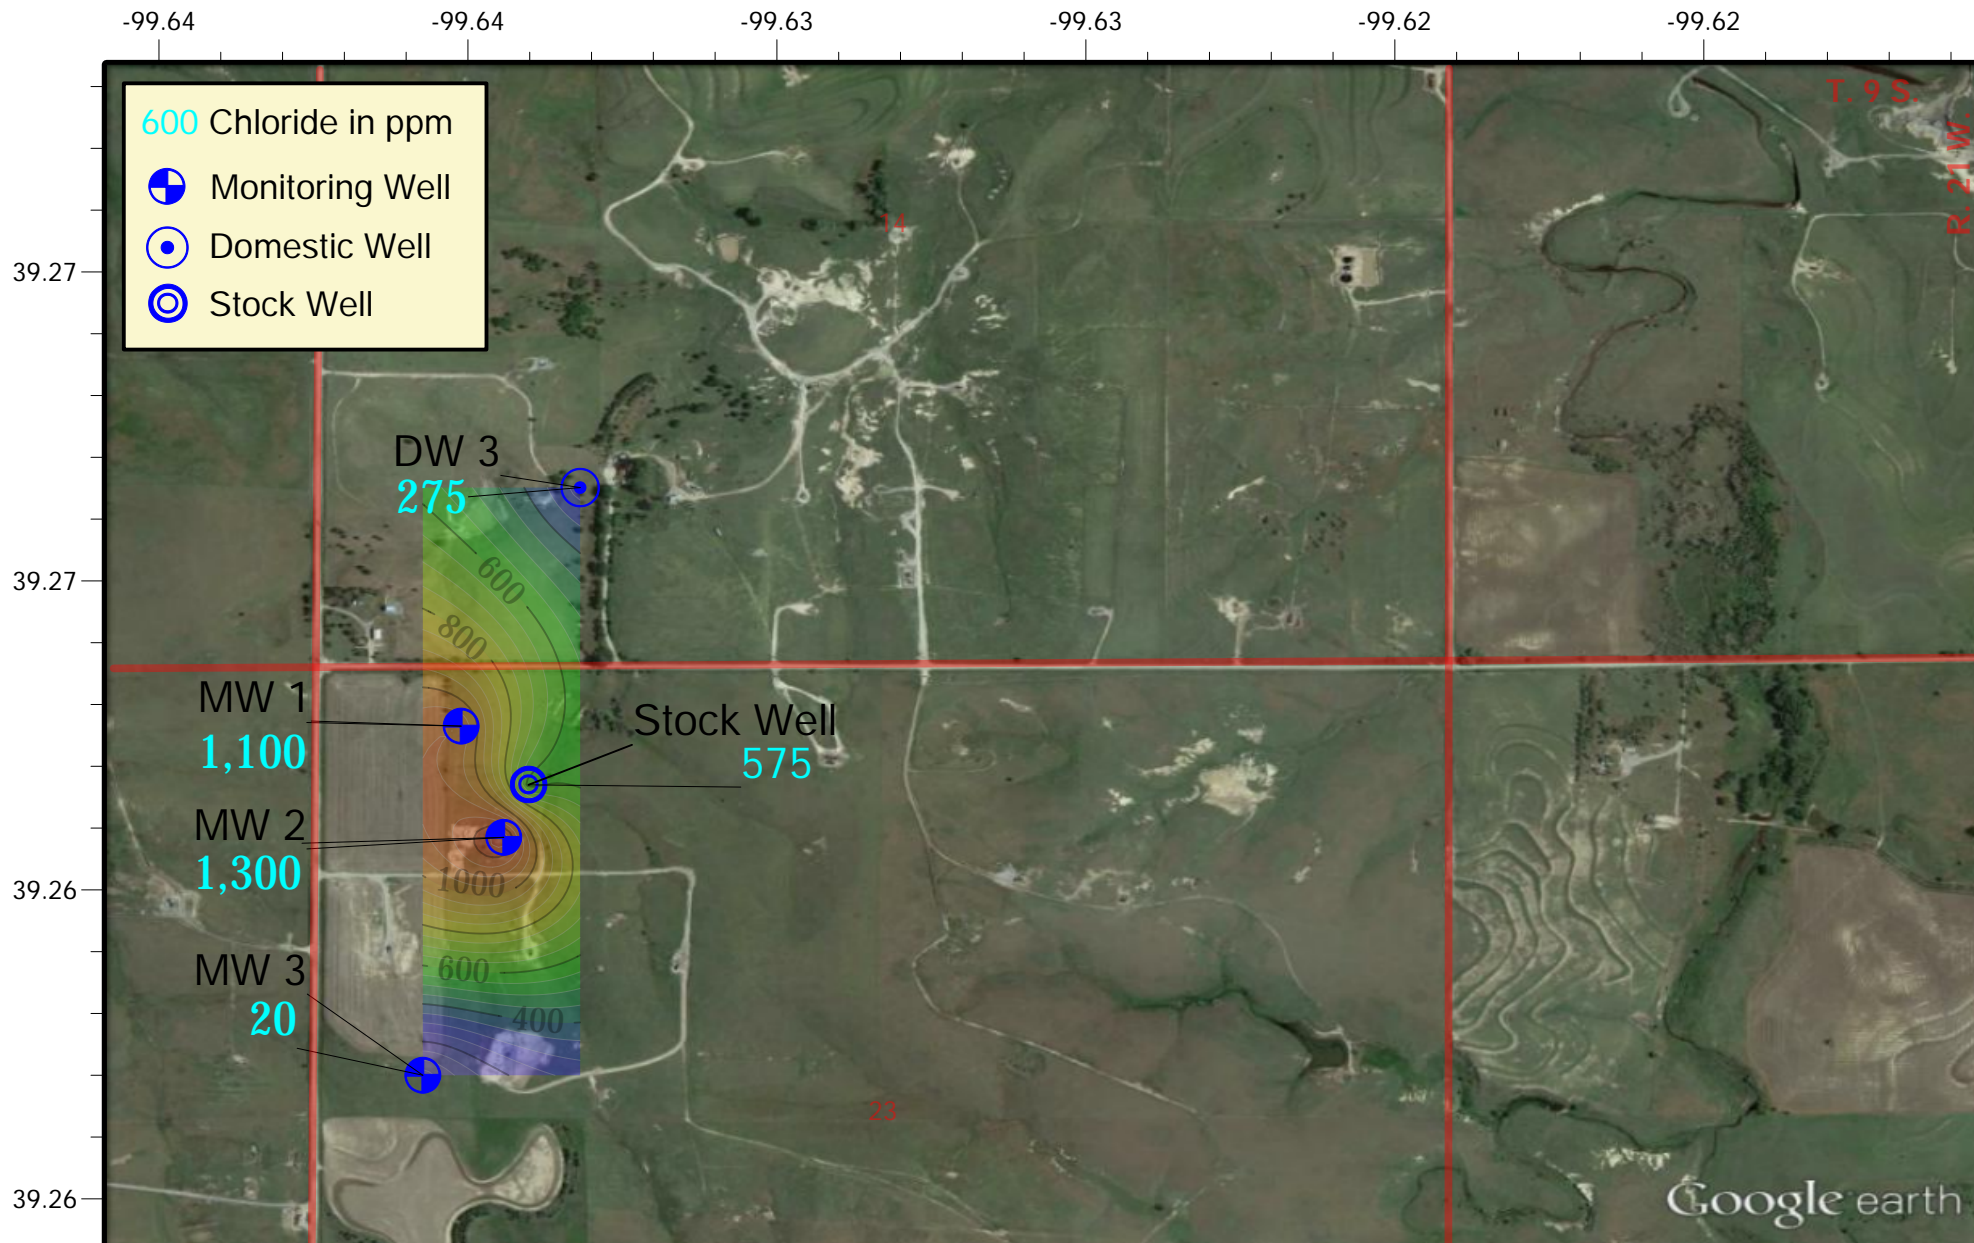 -99.64 -99.64 -99.63 -99.63 -99.62 -99.62
T. 9 S.
R. 21 W.
600 Chloride in ppm
Monitoring Well
Domestic Well
Stock Well
14
39.27
DW 3
275
600
39.27
800
MW 1
1,100
Stock Well
575
MW 2
1,300
1000
39.26
MW 3
20
600
400
23
39.26
Google earth